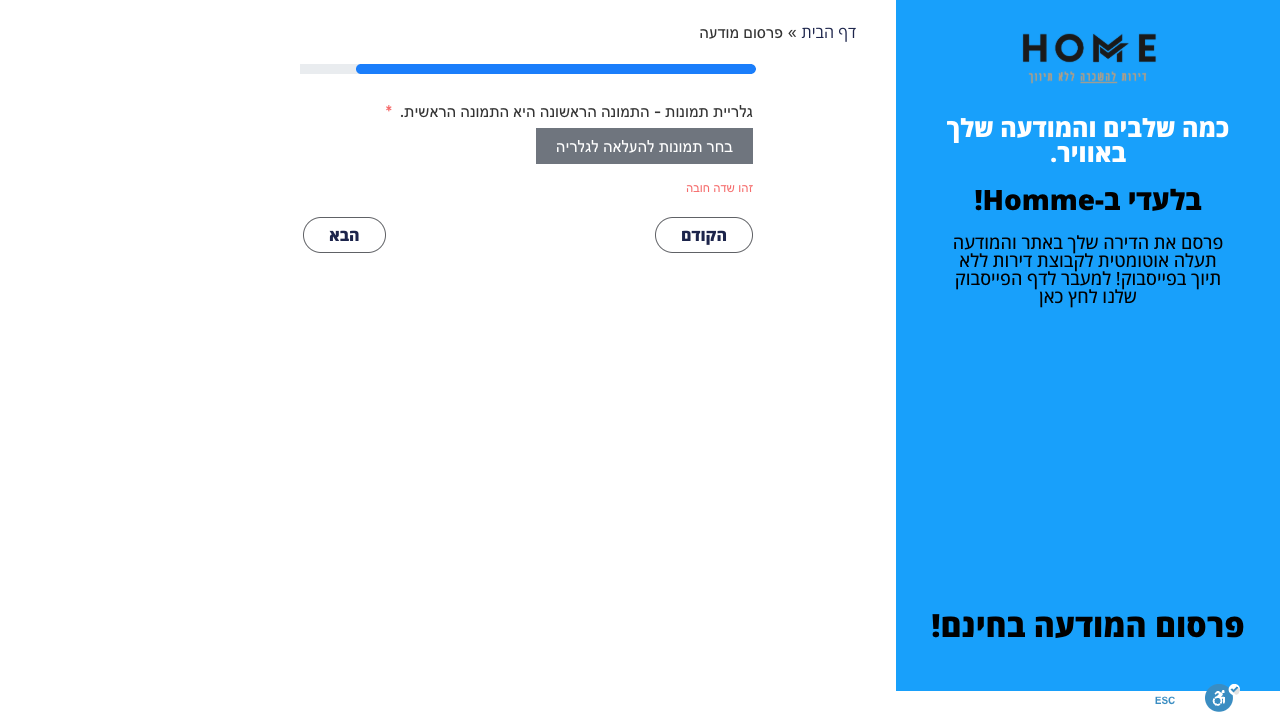 HOME
דירות להשכרה ללא תיווך
כמה שלבים והמודעה שלך
באוויר.
בלעדי ב-Homme!
פרסם את הדירה שלך באתר והמודעה
תעלה אוטומטית לקבוצת דירות ללא
תיוך בפייסבוק! למעבר לדף הפייסבוק
שלנו לחץ כאן
פרסום המודעה בחינם!
ESC
דף הבית » פרסום מודעה
גלריית תמונות - התמונה הראשונה היא התמונה הראשית. *
בחר תמונות להעלאה לגלריה
זהו שדה חובה
הקודם
הבא